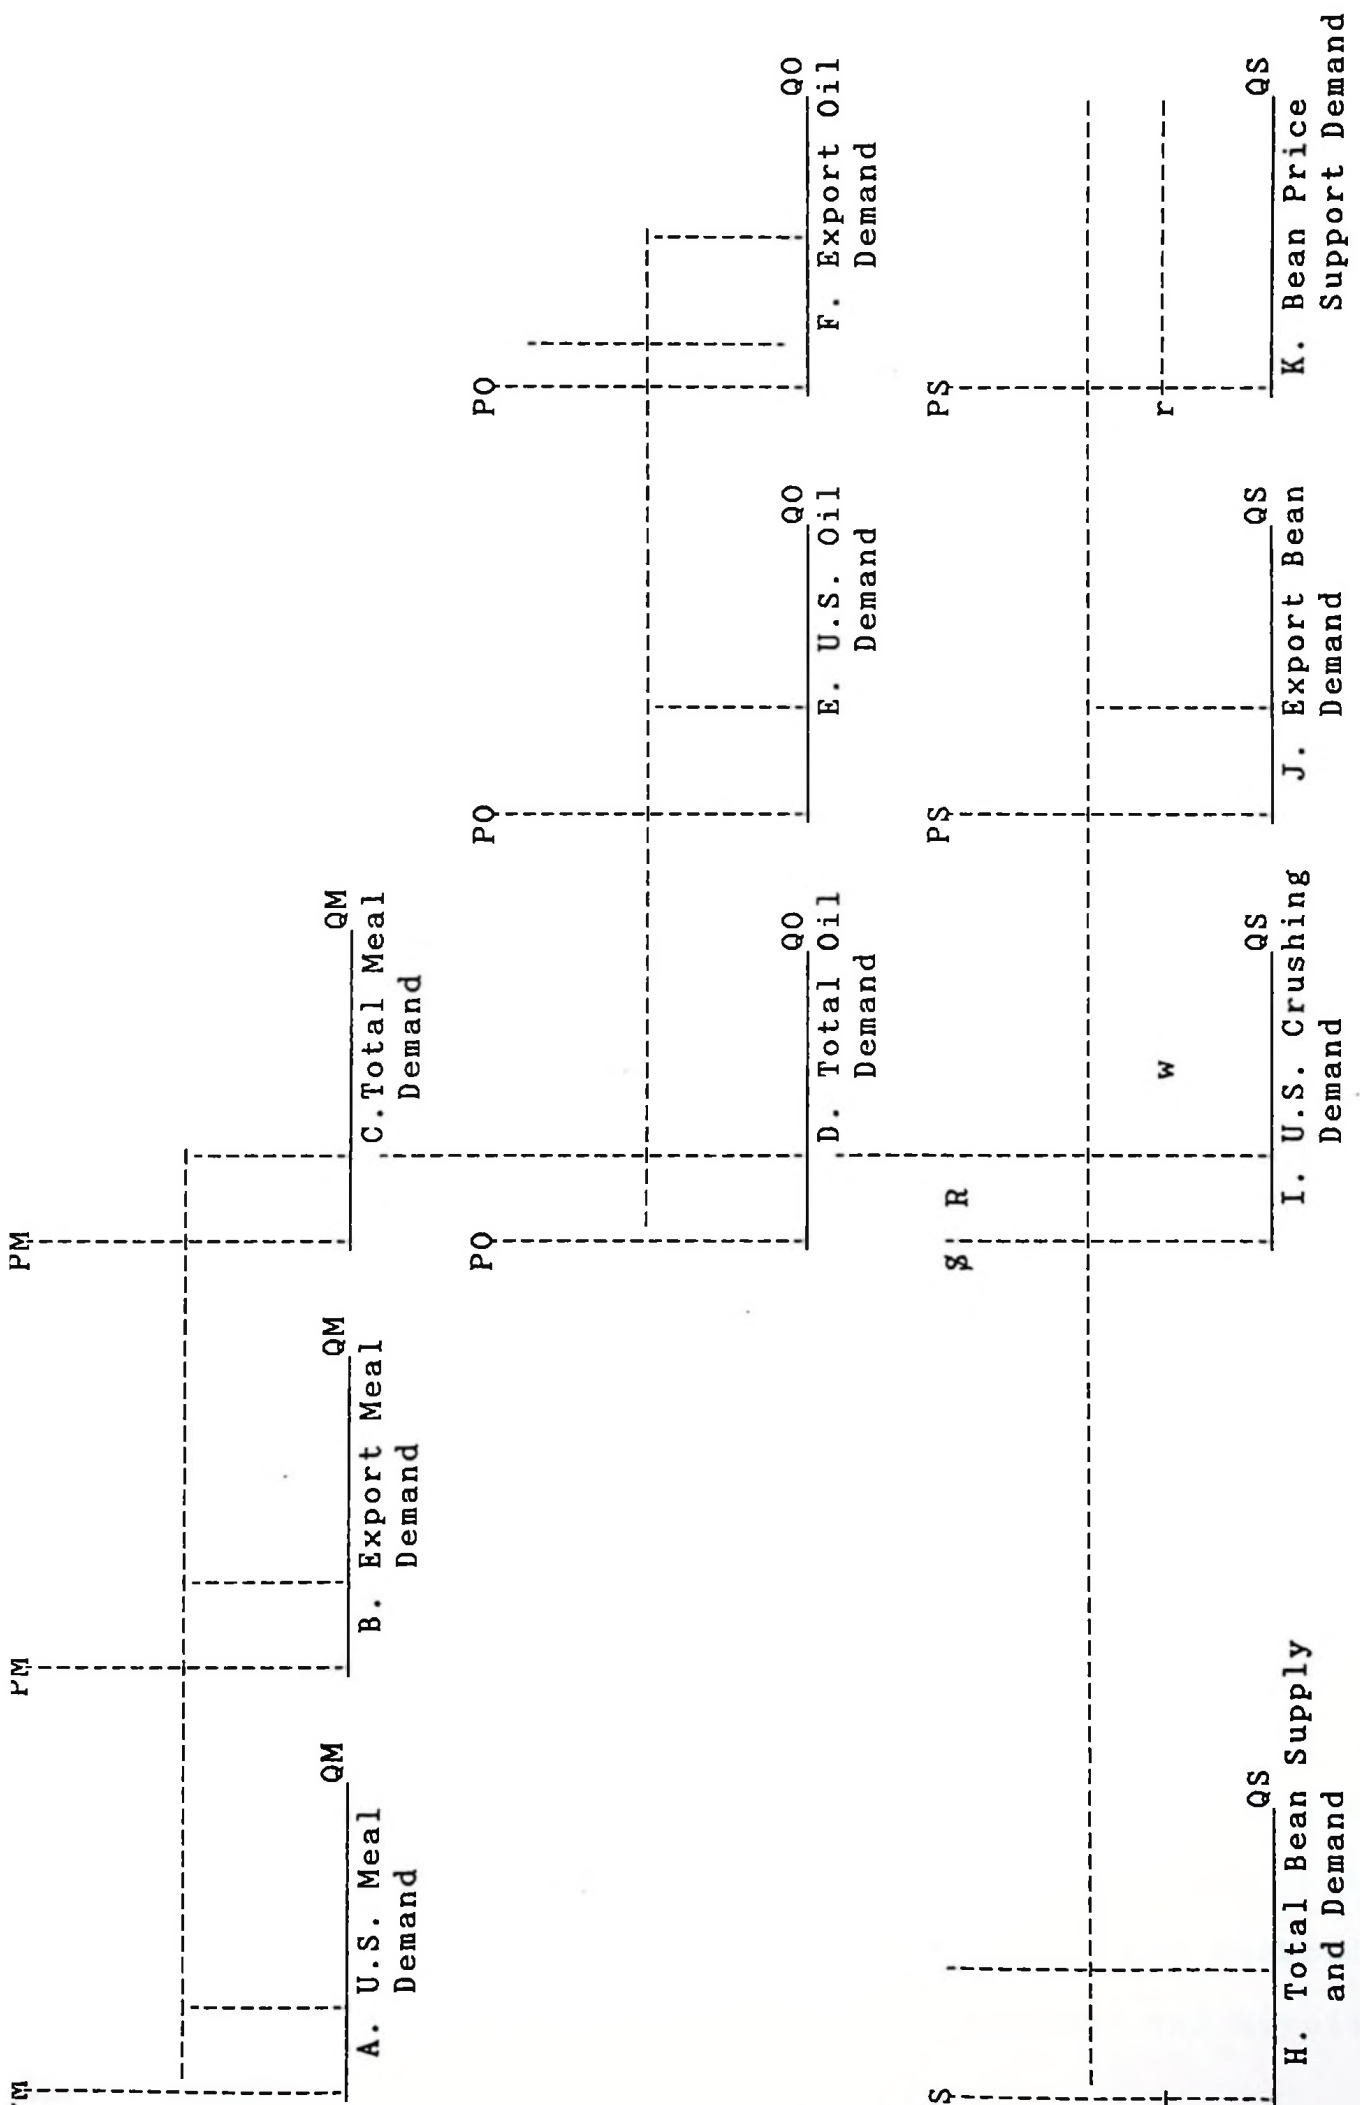 PM
PM
QM
QM
QM
A. U.S. Meal
Demand
B. Export Meal
Demand
C.Total Meal
Demand
PO
PO
PO
QO
QO
QO
D. Total Oil
Demand
E. U.S. Oil
Demand
F. Export Oil
Demand
S
$ R
PS
PS
w
r
QS
QS
QS
QS
H. Total Bean Supply
and Demand
I. U.S. Crushing
Demand
J. Export Bean
Demand
K. Bean Price
Support Demand